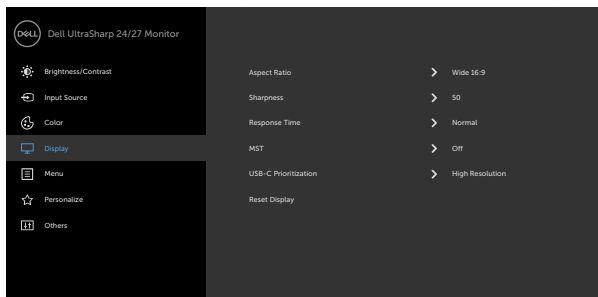 DELL Dell UltraSharp 24/27 Monitor
Brightness/Contrast
Input Source
Color
Display
Menu
Personalize
Others
Aspect Ratio Wide 16:9
Sharpness 50
Response Time Normal
MST Off
USB-C Prioritization High Resolution
Reset Display